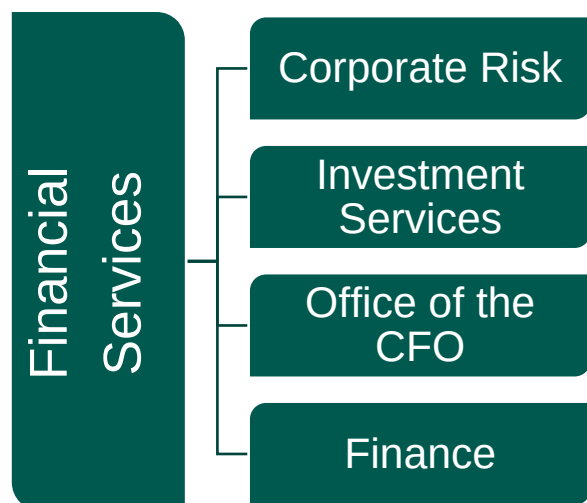 Financial
Services
Corporate Risk
Investment
Services
Office of the
CFO
Finance